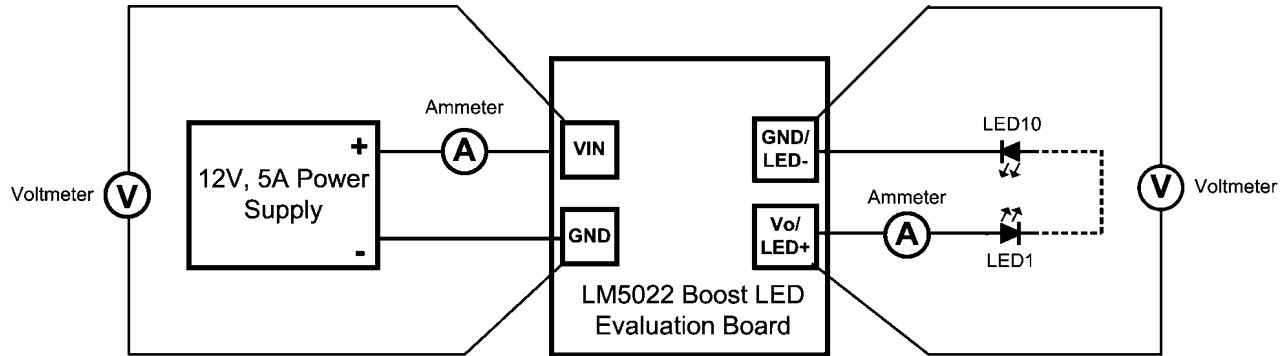 Voltmeter
V
12V, 5A Power
Supply
+
-
Ammeter
A
VIN
GND
LM5022 Boost LED
Evaluation Board
GND/
LED-
Vo/
LED+
Ammeter
A
LED10
LED1
V
Voltmeter